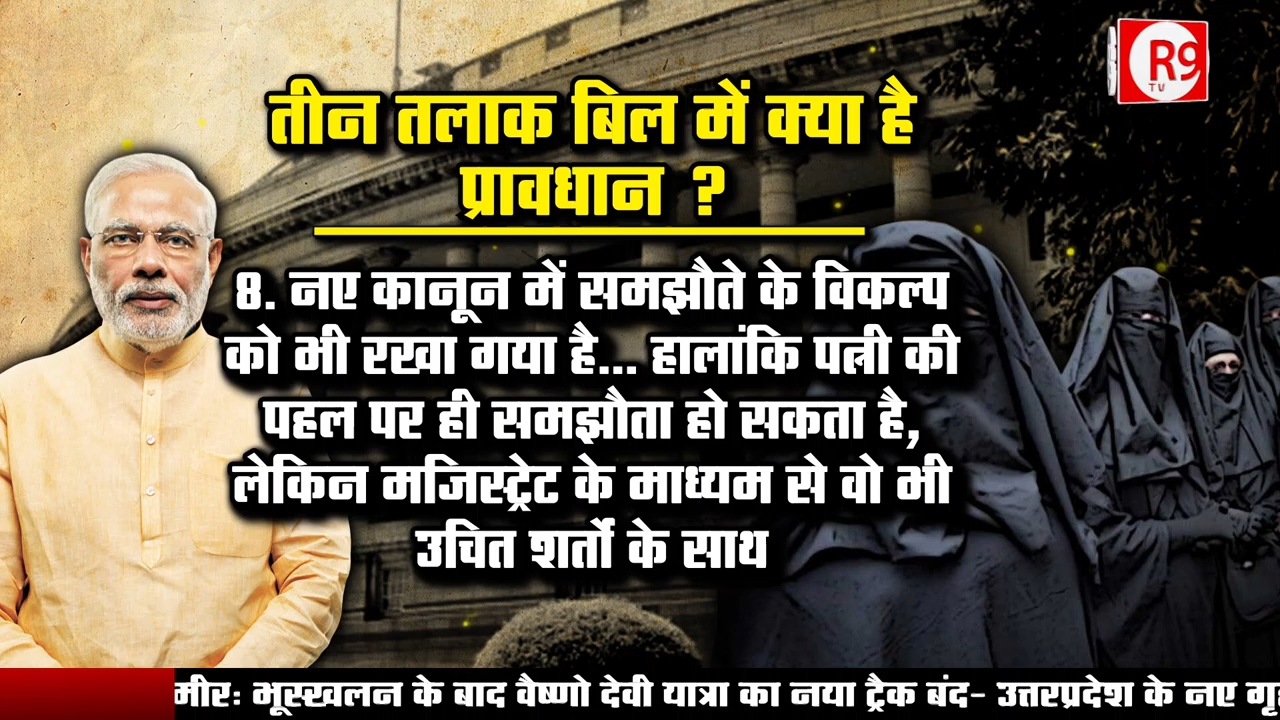 R9
TV
तीन तलाक बिल में क्या है
प्रावधान ?
8. नए कानून में समझौते के विकल्प
को भी रखा गया है... हालांकि पत्नी की
पहल पर ही समझौता हो सकता है,
लेकिन मजिस्ट्रेट के माध्यम से वो भी
उचित शर्तो के साथ
मीरः भूस्खलन के बाद वैष्णो देवी यात्रा का नया ट्रैक बंद- उत्तरप्रदेश के नए गृ